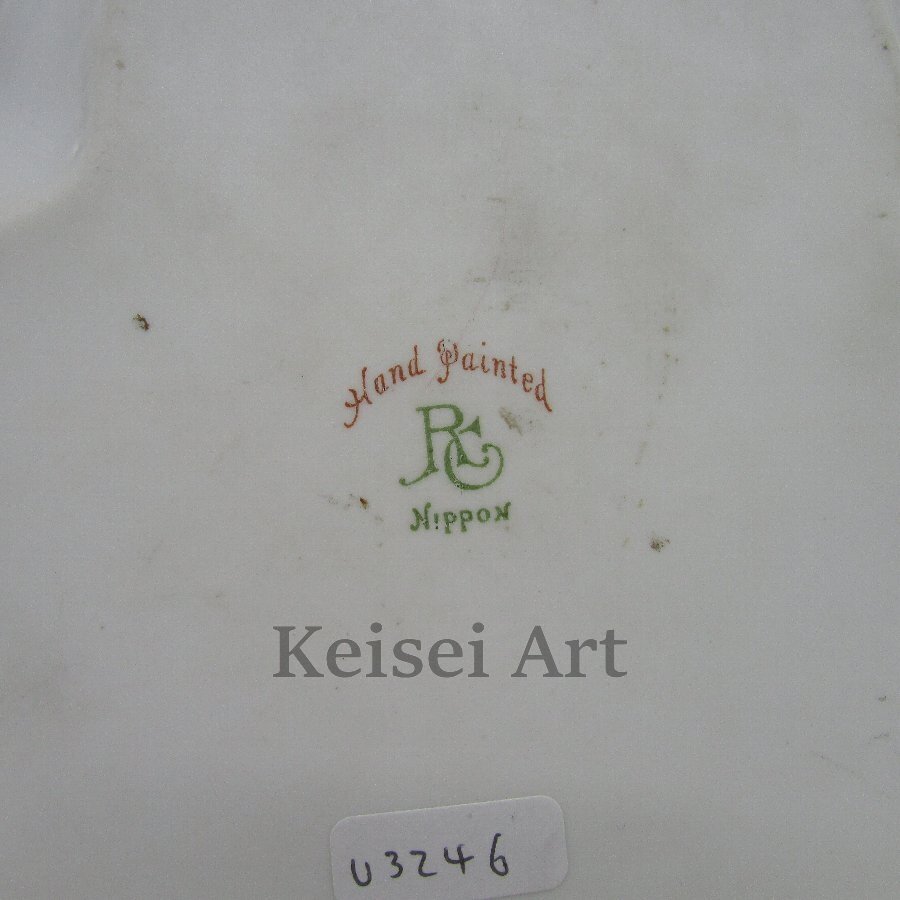 Hand Painted
RC
Nippon
Keisei Art
U3246